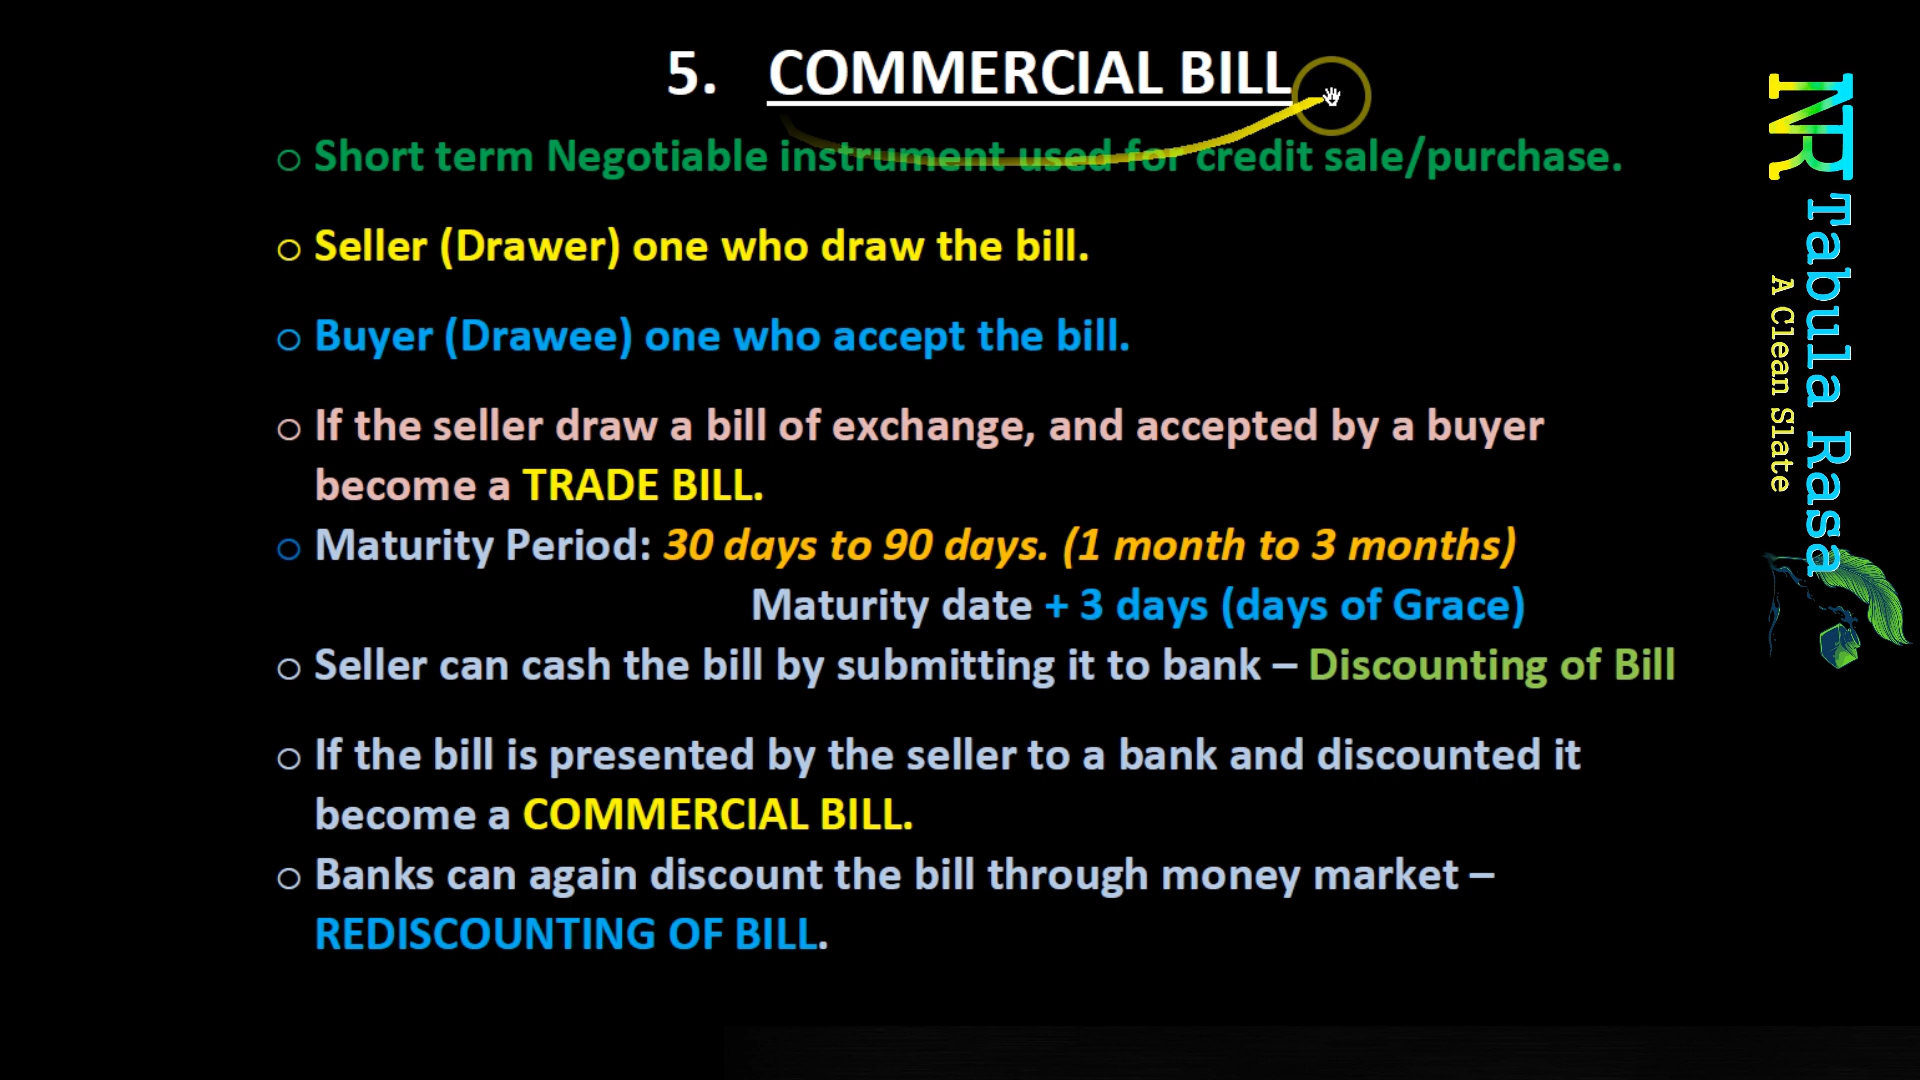 5. COMMERCIAL BILL
○ Short term Negotiable instrument used for credit sale/purchase.
○ Seller (Drawer) one who draw the bill.
○ Buyer (Drawee) one who accept the bill.
○ If the seller draw a bill of exchange, and accepted by a buyer
become a TRADE BILL.
○ Maturity Period: 30 days to 90 days. (1 month to 3 months)
Maturity date + 3 days (days of Grace)
○ Seller can cash the bill by submitting it to bank – Discounting of Bill
○ If the bill is presented by the seller to a bank and discounted it
become a COMMERCIAL BILL.
○ Banks can again discount the bill through money market –
REDISCOUNTING OF BILL.
NTR Tabula Rasa
A Clean Slate